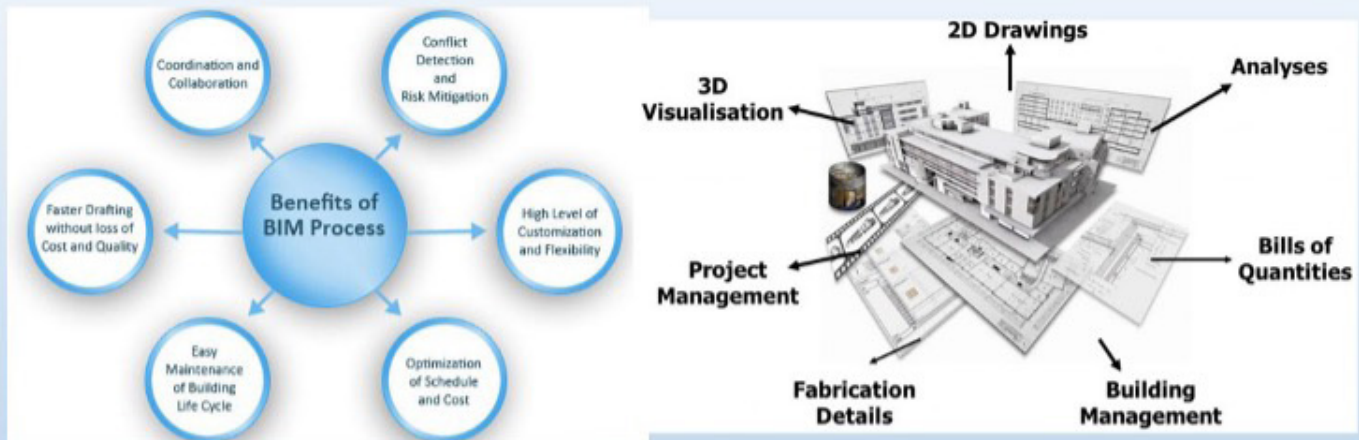 Coordination and
Collaboration
Conflict
Detection
and
Risk Mitigation
Faster Drafting
without loss of
Cost and Quality
Benefits of
BIM Process
High Level of
Customization
and Flexibility
Easy
Maintenance
of Building
Life Cycle
Optimization
of Schedule
and Cost
2D Drawings
3D
Visualisation
Analyses
Project
Management
Bills of
Quantities
Fabrication
Details
Building
Management